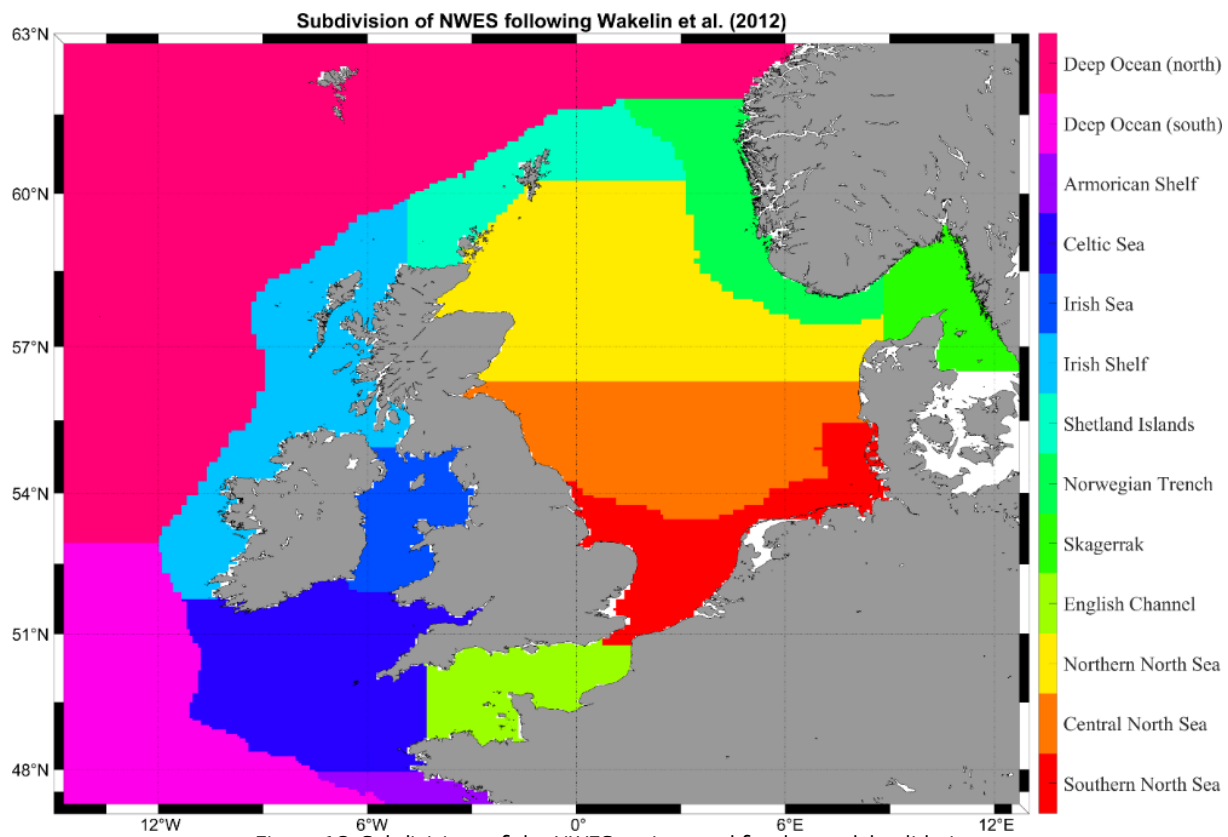 Subdivision of NWES following Wakelin et al. (2012)
63°N
60°N
57°N
54°N
51°N
48°N
12°W
6°W
0°
6°E
12°E
Deep Ocean (north)
Deep Ocean (south)
Armorican Shelf
Celtic Sea
Irish Sea
Irish Shelf
Shetland Islands
Norwegian Trench
Skagerrak
English Channel
Northern North Sea
Central North Sea
Southern North Sea